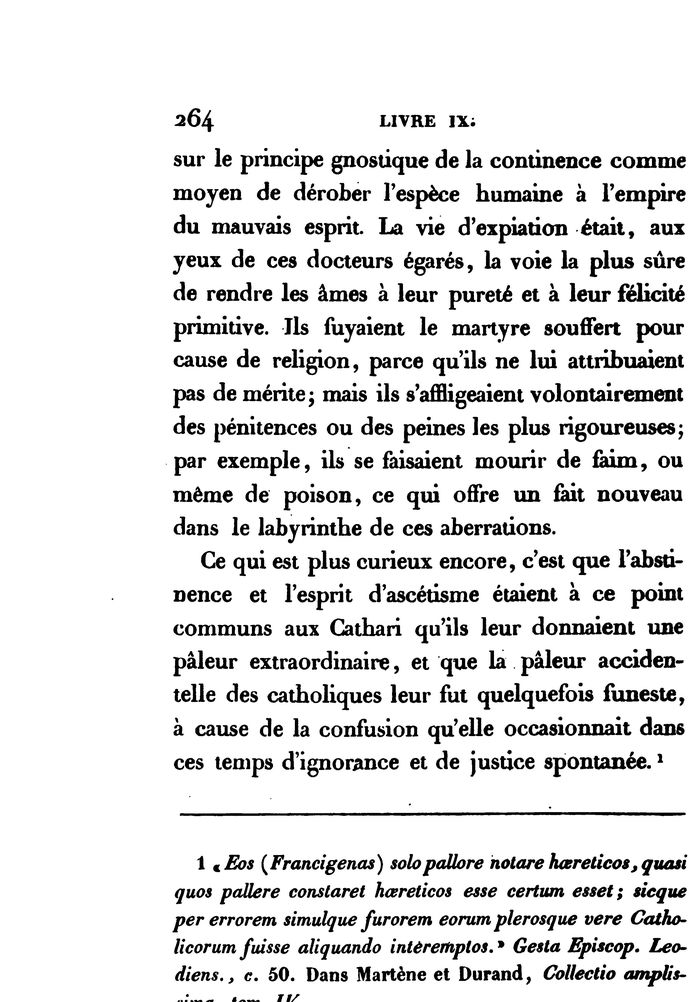 264 LIVRE IX.
sur le principe gnostique de la continence comme
moyen de dérober l'espèce humaine à l'empire
du mauvais esprit. La vie d'expiation était, aux
yeux de ces docteurs égarés, la voie la plus sûre
de rendre les âmes à leur pureté et à leur félicité
primitive. Ils fuyaient le martyre souffert pour
cause de religion, parce qu'ils ne lui attribuaient
pas de mérite; mais ils s'affligeaient volontairement
des pénitences ou des peines les plus rigoureuses;
par exemple, ils se faisaient mourir de faim, ou
même de poison, ce qui offre un fait nouveau
dans le labyrinthe de ces aberrations.
Ce qui est plus curieux encore, c'est que l'absti-
nence et l'esprit d'ascétisme étaient à ce point
communs aux Cathari qu'ils leur donnaient une
pâleur extraordinaire, et que la pâleur acciden-
telle des catholiques leur fut quelquefois funeste,
à cause de la confusion qu'elle occasionnait dans
ces temps d'ignorance et de justice spontanée. 1
1 « Eos (Francigenas) solo pallore notare hæreticos, quasi
quos pallere constaret hæreticos esse certum esset; sicque
per errorem simulque furorem eorum plerosque vere Catho-
licorum fuisse aliquando interemptos. » Gesta Episcop. Leo-
diens., c. 50. Dans Martène et Durand, Collectio amplis-
sima, tom. IV